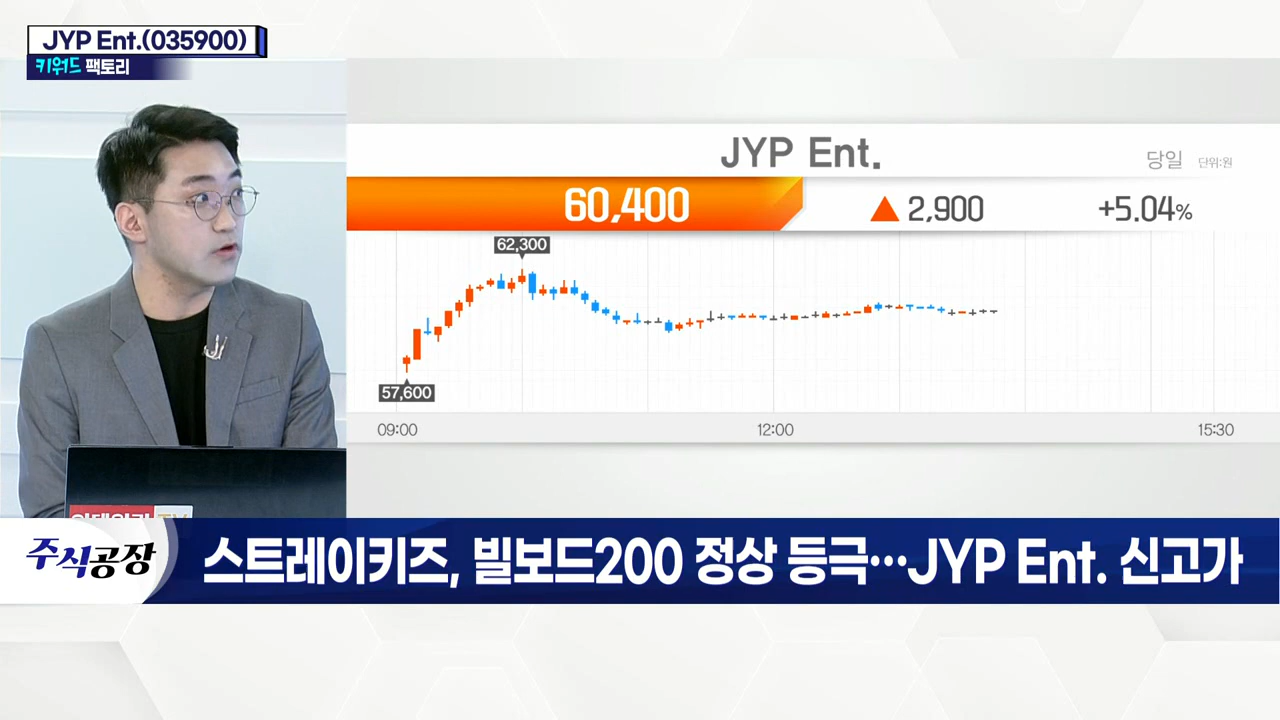 JYP Ent.(035900)
키워드 팩토리
JYP Ent.
당일 단위:원
60,400 ▲ 2,900 +5.04%
62,300
57,600
09:00 12:00 15:30
주식공장
스트레이키즈, 빌보드200 정상 등극…JYP Ent. 신고가